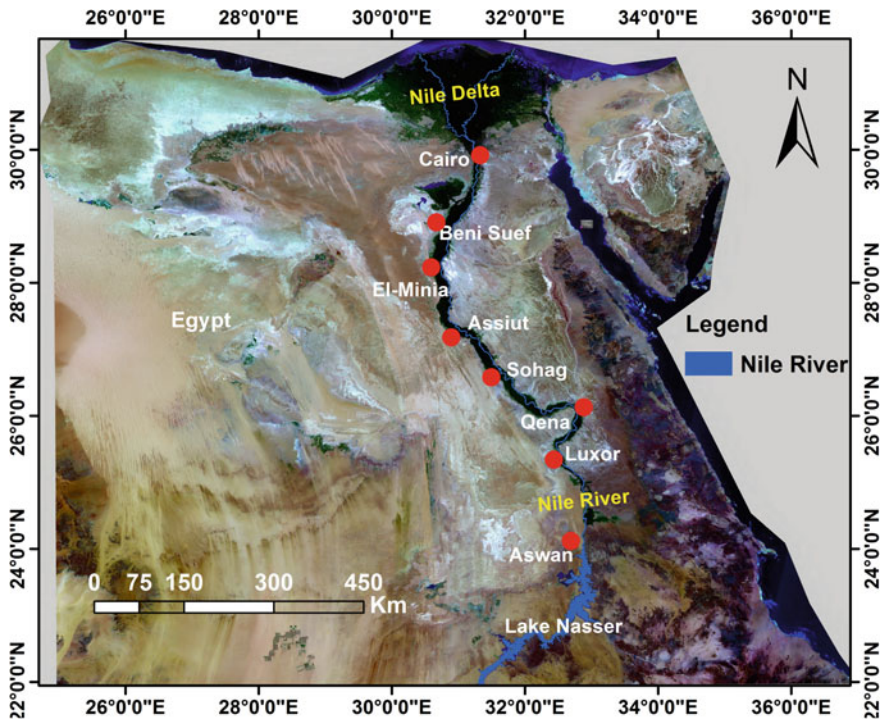 26°0'0"E 28°0'0"E 30°0'0"E 32°0'0"E 34°0'0"E 36°0'0"E
N
Nile Delta
30°0'0"N
30°0'0"N
Cairo
Beni Suef
28°0'0"N
28°0'0"N
El-Minia
Egypt
Assiut
Legend
Nile River
Sohag
26°0'0"N
26°0'0"N
Qena
Luxor
Nile River
24°0'0"N
24°0'0"N
Aswan
0 75 150 300 450
Km
Lake Nasser
22°0'0"N
22°0'0"N
26°0'0"E 28°0'0"E 30°0'0"E 32°0'0"E 34°0'0"E 36°0'0"E